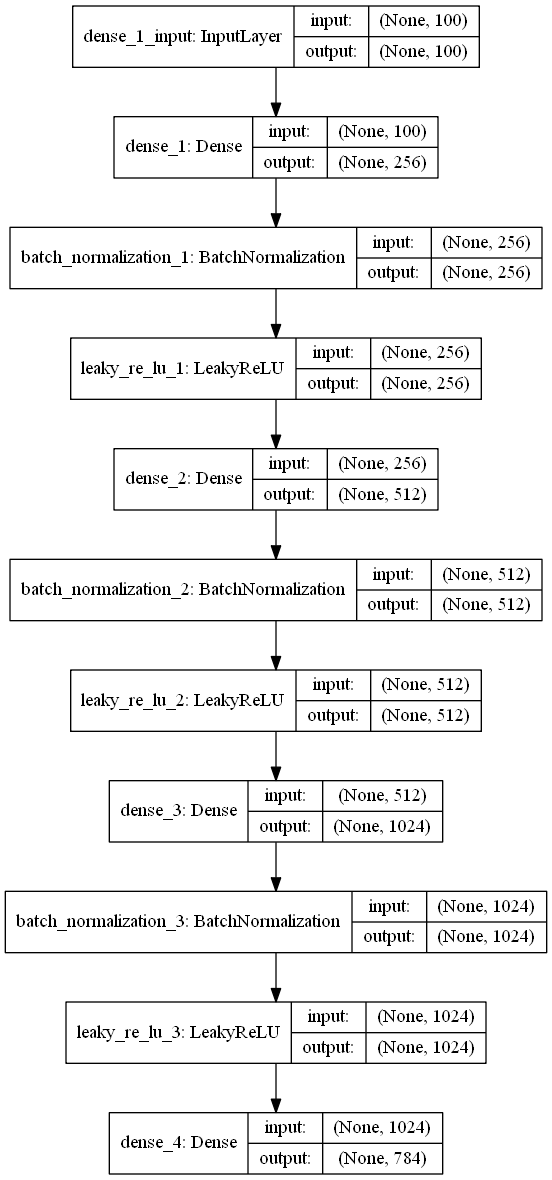 dense_1_input: InputLayer
input: (None, 100)
output: (None, 100)
dense_1: Dense
input: (None, 100)
output: (None, 256)
batch_normalization_1: BatchNormalization
input: (None, 256)
output: (None, 256)
leaky_re_lu_1: LeakyReLU
input: (None, 256)
output: (None, 256)
dense_2: Dense
input: (None, 256)
output: (None, 512)
batch_normalization_2: BatchNormalization
input: (None, 512)
output: (None, 512)
leaky_re_lu_2: LeakyReLU
input: (None, 512)
output: (None, 512)
dense_3: Dense
input: (None, 512)
output: (None, 1024)
batch_normalization_3: BatchNormalization
input: (None, 1024)
output: (None, 1024)
leaky_re_lu_3: LeakyReLU
input: (None, 1024)
output: (None, 1024)
dense_4: Dense
input: (None, 1024)
output: (None, 784)